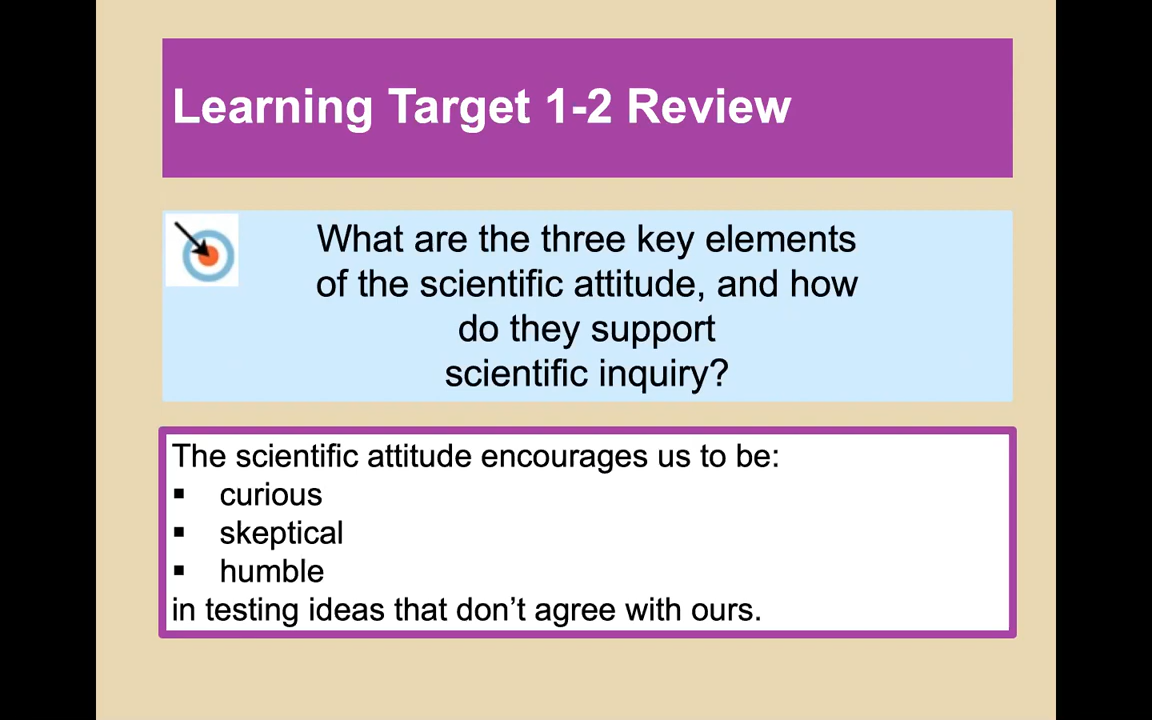 Learning Target 1-2 Review
What are the three key elements
of the scientific attitude, and how
do they support
scientific inquiry?
The scientific attitude encourages us to be:
▪ curious
▪ skeptical
▪ humble
in testing ideas that don’t agree with ours.